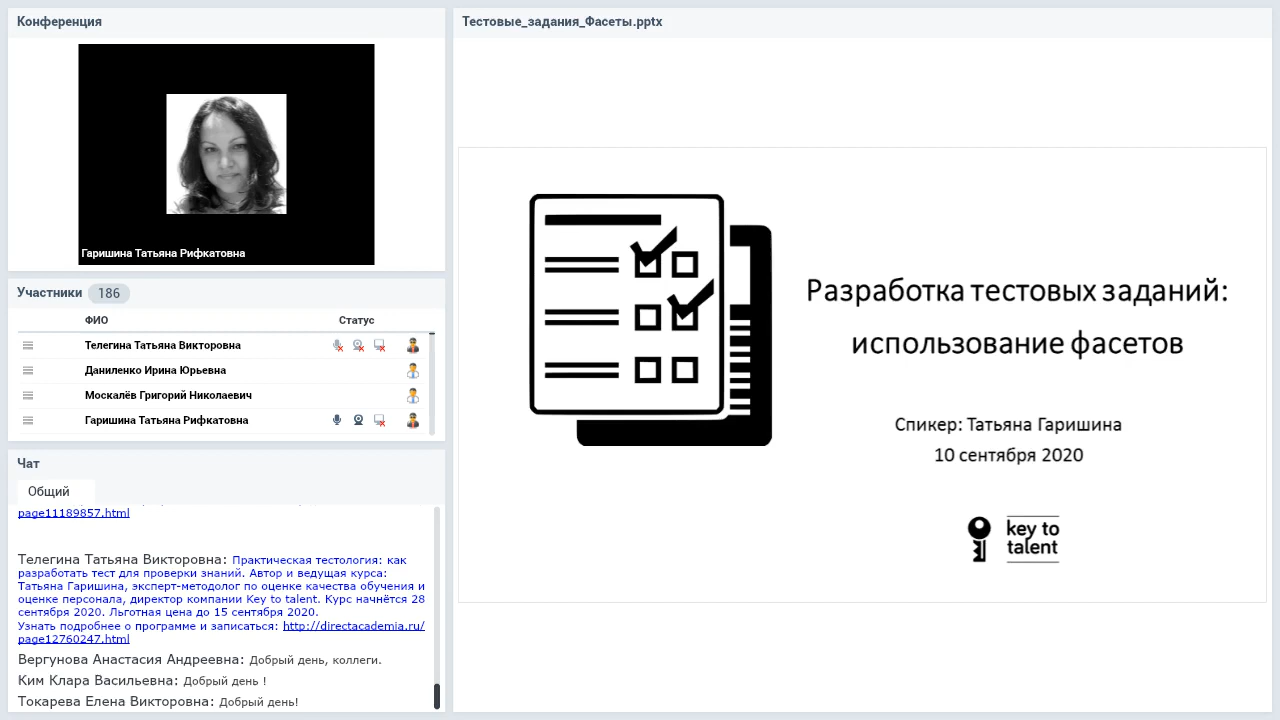 Конференция
Гаришина Татьяна Рифкатовна
Участники 186
ФИО Статус
Телегина Татьяна Викторовна
Даниленко Ирина Юрьевна
Москалёв Григорий Николаевич
Гаришина Татьяна Рифкатовна
Чат
Общий
page11189857.html
Телегина Татьяна Викторовна: Практическая тестология: как
разработать тест для проверки знаний. Автор и ведущая курса:
Татьяна Гаришина, эксперт-методолог по оценке качества обучения и
оценке персонала, директор компании Key to talent. Курс начнётся 28
сентября 2020. Льготная цена до 15 сентября 2020.
Узнать подробнее о программе и записаться: http://directacademia.ru/
page12760247.html
Вергунова Анастасия Андреевна: Добрый день, коллеги.
Ким Клара Васильевна: Добрый день !
Токарева Елена Викторовна: Добрый день!
Тестовые_задания_Фасеты.pptx
Разработка тестовых заданий:
использование фасетов
Спикер: Татьяна Гаришина
10 сентября 2020
key to
talent